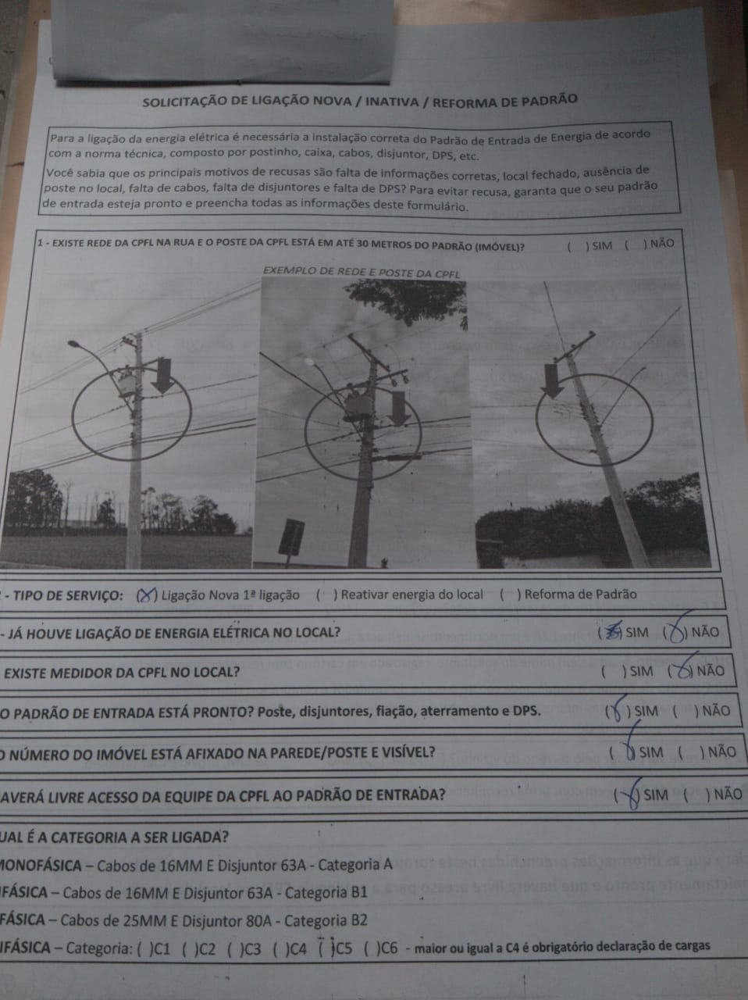 SOLICITAÇÃO DE LIGAÇÃO NOVA / INATIVA / REFORMA DE PADRÃO
Para a ligação da energia elétrica é necessária a instalação correta do Padrão de Entrada de Energia de acordo
com a norma técnica, composto por postinho, caixa, cabos, disjuntor, DPS, etc.
Você sabia que os principais motivos de recusas são falta de informações corretas, local fechado, ausência de
poste no local, falta de cabos, falta de disjuntores e falta de DPS? Para evitar recusa, garanta que o seu padrão
de entrada esteja pronto e preencha todas as informações deste formulário.
1 - EXISTE REDE DA CPFL NA RUA E O POSTE DA CPFL ESTÁ EM ATÉ 30 METROS DO PADRÃO (IMÓVEL)? ( ) SIM ( ) NÃO
EXEMPLO DE REDE E POSTE DA CPFL
- TIPO DE SERVIÇO: (X) Ligação Nova 1ª ligação ( ) Reativar energia do local ( ) Reforma de Padrão
- JÁ HOUVE LIGAÇÃO DE ENERGIA ELÉTRICA NO LOCAL? ( ) SIM (X) NÃO
EXISTE MEDIDOR DA CPFL NO LOCAL? ( ) SIM (X) NÃO
O PADRÃO DE ENTRADA ESTÁ PRONTO? Poste, disjuntores, fiação, aterramento e DPS. (X) SIM ( ) NÃO
O NÚMERO DO IMÓVEL ESTÁ AFIXADO NA PAREDE/POSTE E VISÍVEL? (X) SIM ( ) NÃO
AVERÁ LIVRE ACESSO DA EQUIPE DA CPFL AO PADRÃO DE ENTRADA? (X) SIM ( ) NÃO
UAL É A CATEGORIA A SER LIGADA?
MONOFÁSICA – Cabos de 16MM E Disjuntor 63A - Categoria A
IFÁSICA – Cabos de 16MM E Disjuntor 63A - Categoria B1
FÁSICA – Cabos de 25MM E Disjuntor 80A - Categoria B2
IFÁSICA – Categoria: ( )C1 ( )C2 ( )C3 ( )C4 ( )C5 ( )C6 - maior ou igual a C4 é obrigatório declaração de cargas